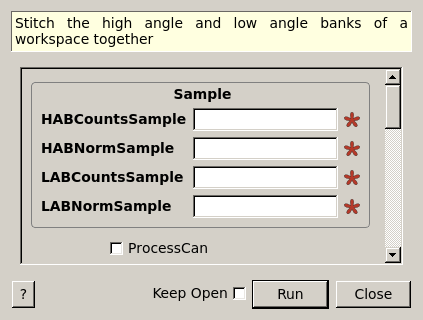 Stitch the high angle and low angle banks of a
workspace together
Sample
HABCountsSample
HABNormSample
LABCountsSample
LABNormSample
ProcessCan
? Keep Open Run Close